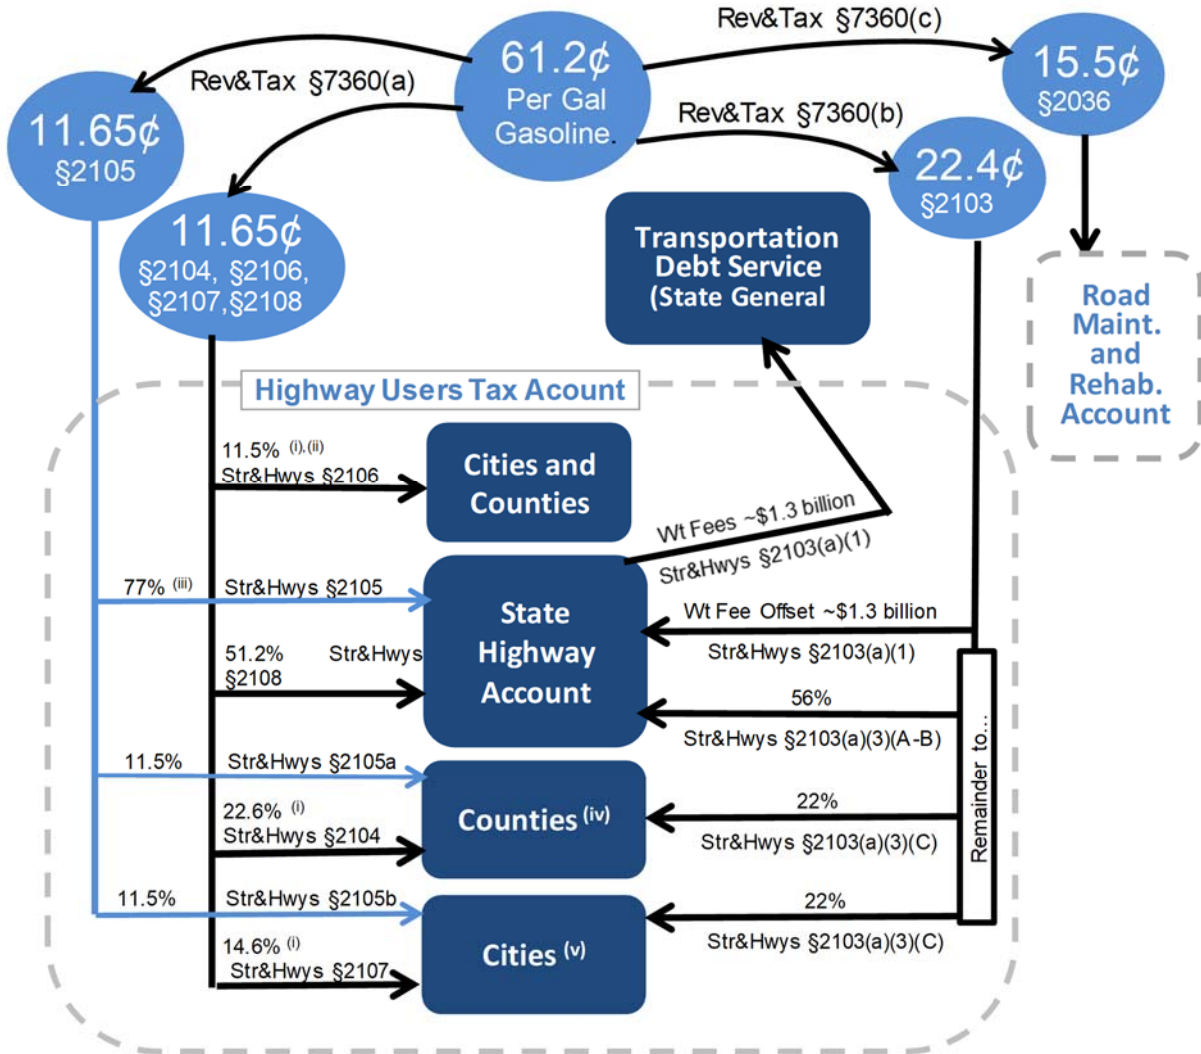 Rev&Tax §7360(c)
61.2¢
Per Gal
Gasoline.
15.5¢
§2036
Rev&Tax §7360(a)
Rev&Tax §7360(b)
11.65¢
§2105
22.4¢
§2103
11.65¢
§2104, §2106,
§2107,§2108
Transportation
Debt Service
(State General
Road
Maint.
and
Rehab.
Account
Highway Users Tax Acount
11.5% (i),(ii)
Str&Hwys §2106
Cities and
Counties
Wt Fees ~$1.3 billion
Str&Hwys §2103(a)(1)
77% (iii)
Str&Hwys §2105
State
Highway
Account
Wt Fee Offset ~$1.3 billion
Str&Hwys §2103(a)(1)
51.2%
Str&Hwys
§2108
56%
Str&Hwys §2103(a)(3)(A-B)
Remainder to...
11.5%
Str&Hwys §2105a
22.6% (i)
Str&Hwys §2104
Counties (iv)
22%
Str&Hwys §2103(a)(3)(C)
11.5%
Str&Hwys §2105b
14.6% (i)
Str&Hwys §2107
Cities (v)
22%
Str&Hwys §2103(a)(3)(C)